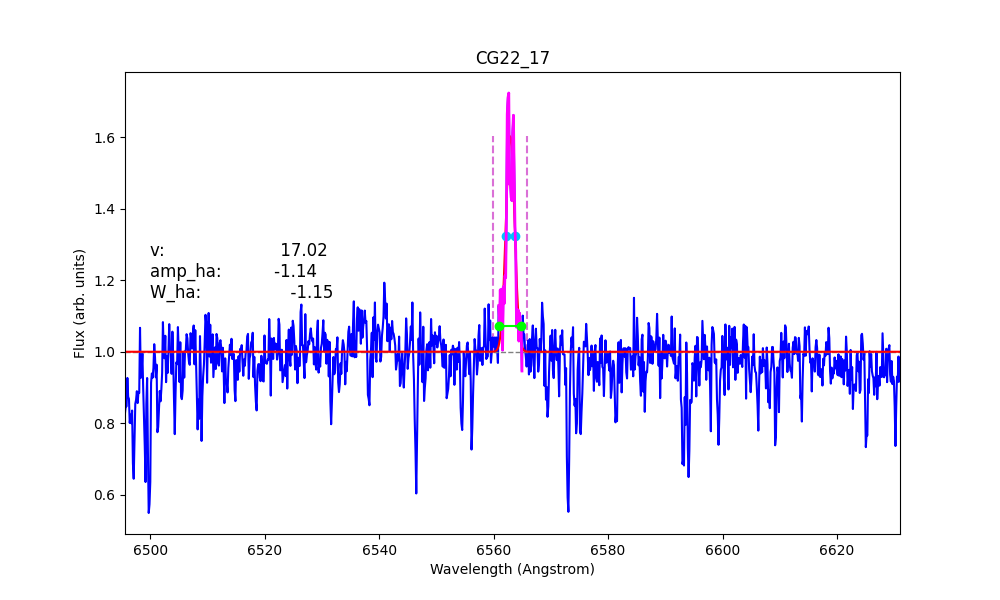 CG22_17
Flux (arb. units)
1.6
1.4
1.2
1.0
0.8
0.6
v: 17.02
amp_ha: -1.14
W_ha: -1.15
6500 6520 6540 6560 6580 6600 6620
Wavelength (Angstrom)